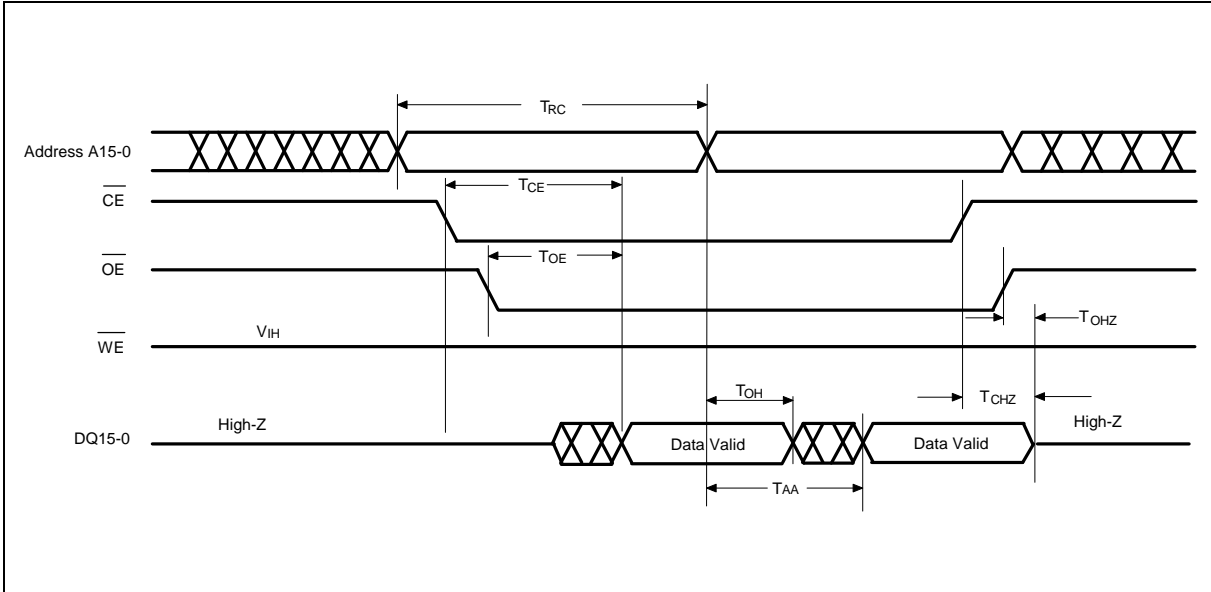 TRC
Address A15-0
TCE
CE
TOE
OE
TOHZ
VIH
WE
TOH
TCHZ
High-Z
High-Z
DQ15-0
Data Valid
Data Valid
TAA